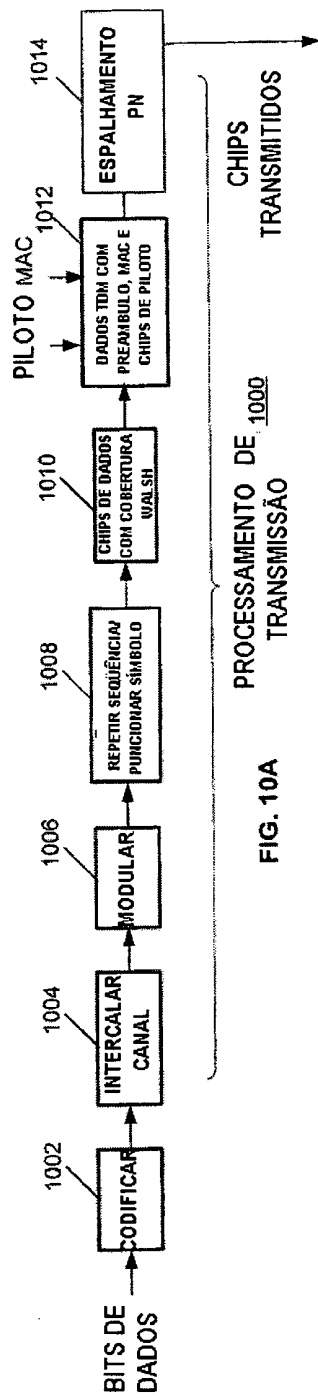 BITS DE
DADOS
1002
CODIFICAR
1004
INTERCALAR
CANAL
1006
MODULAR
1008
REPETIR SEQÜÊNCIA/
PUNCIONAR SÍMBOLO
1010
CHIPS DE DADOS
COM COBERTURA
WALSH
PILOTO MAC
1012
DADOS TDM COM
PREÂMBULO, MAC E
CHIPS DE PILOTO
1014
ESPALHAMENTO
PN
CHIPS
TRANSMITIDOS
PROCESSAMENTO DE 1000
TRANSMISSÃO
FIG. 10A